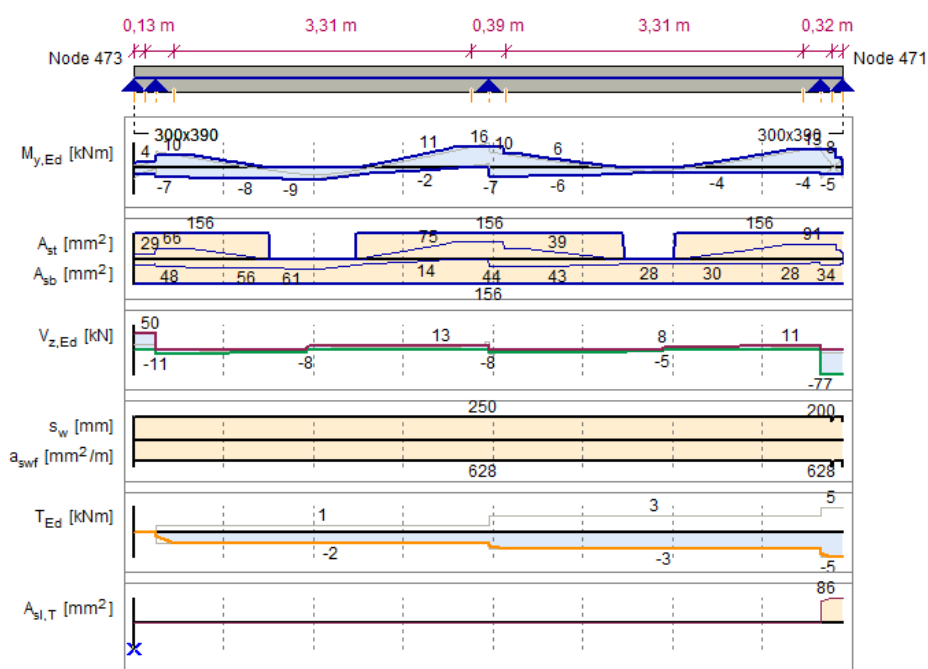 0,13 m 3,31 m 0,39 m 3,31 m 0,32 m
Node 473 Node 471
300x390 300x390
My,Ed [kNm]
4 10 11 16 10 6 13 8
-7 -8 -9 -2 -7 -6 -4 -4 -5
156 156 156
Ast [mm²]
29 66 75 39 91
Asb [mm²]
48 56 61 14 44 43 28 30 28 34
156
Vz,Ed [kN]
50 13 8 11
-11 -8 -8 -5 -77
250 200
sw [mm]
aswf [mm²/m]
628 628
TEd [kNm]
1 3 5
-2 -3 -5
Asl,T [mm²]
86